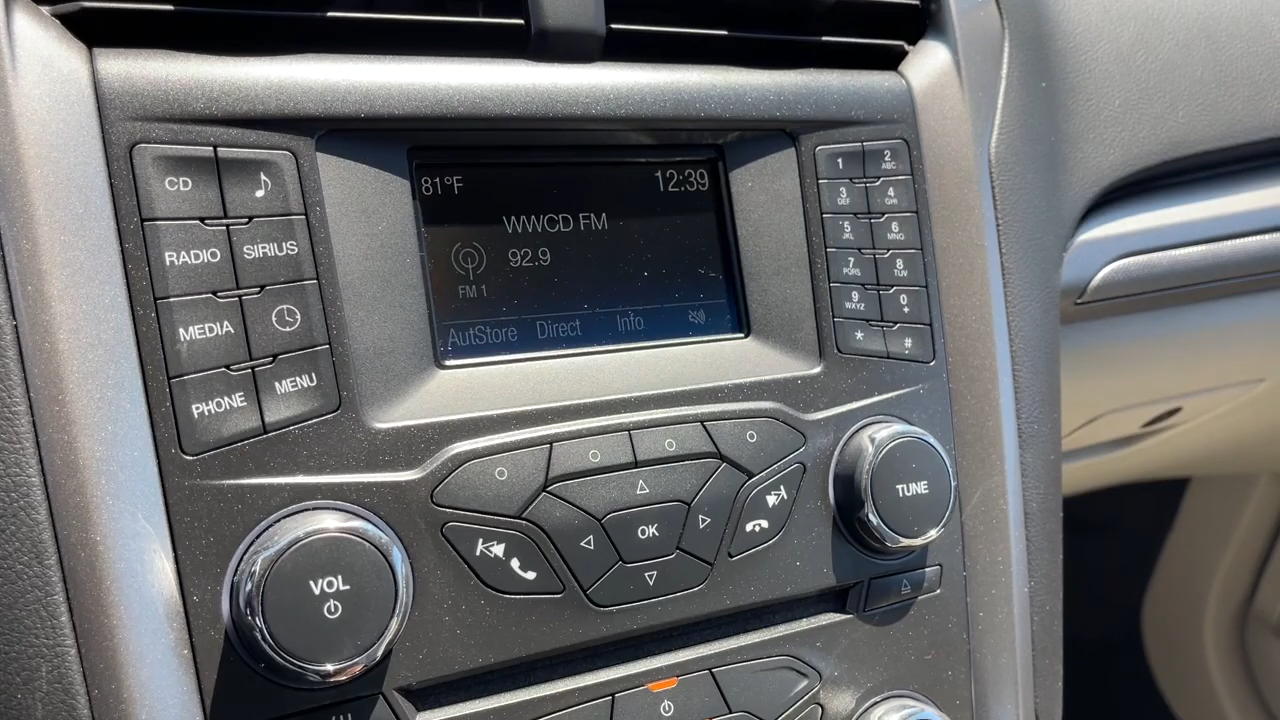 CD
RADIO SIRIUS
MEDIA
PHONE MENU
81°F 12:39
WWCD FM
92.9
FM 1
AutStore Direct Info
1 2 ABC
3 DEF 4 GHI
5 JKL 6 MNO
7 PQRS 8 TUV
9 WXYZ 0 +
* #
OK
VOL
TUNE